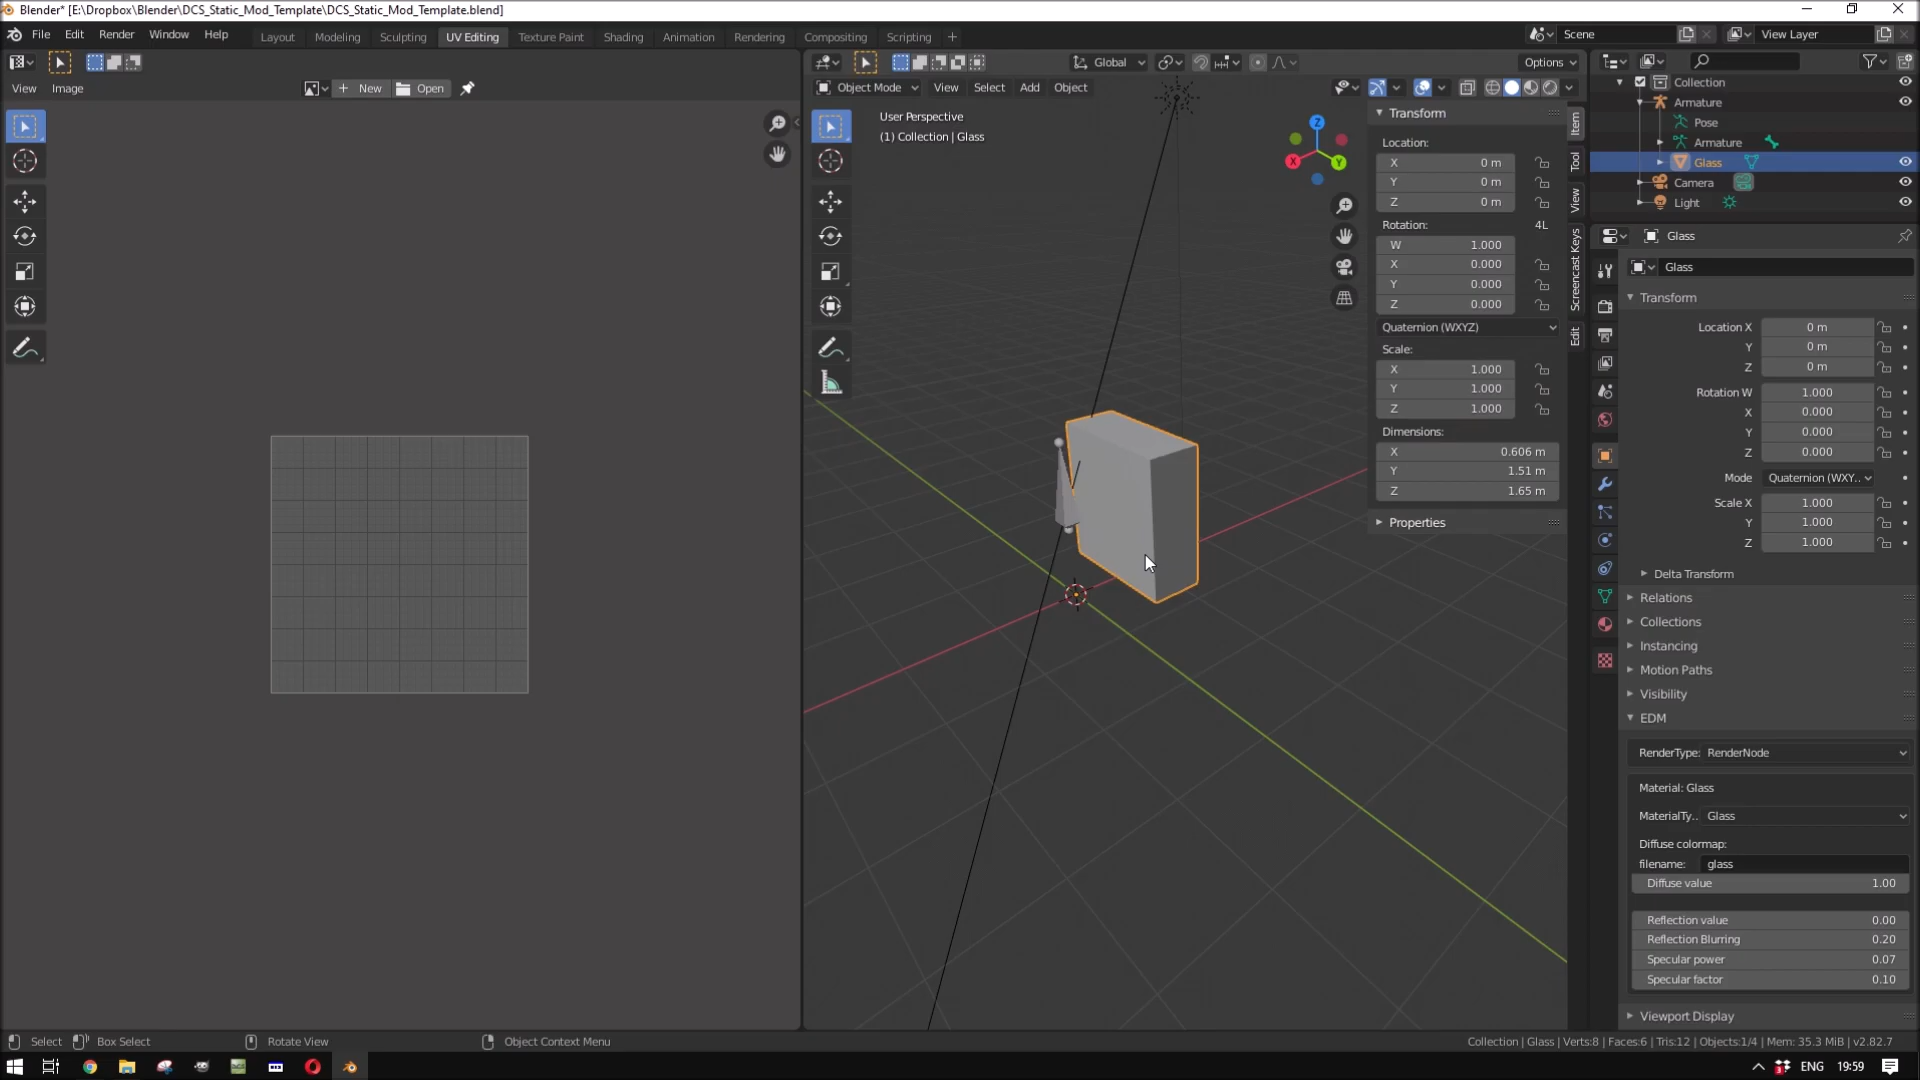 Blender* [E:\Dropbox\Blender\DCS_Static_Mod_Template\DCS_Static_Mod_Template.blend]
File Edit Render Window Help Layout Modeling Sculpting UV Editing Texture Paint Shading Animation Rendering Compositing Scripting + Scene View Layer
Global Options
View Image New Open Object Mode View Select Add Object
User Perspective
(1) Collection | Glass
Z
X
Y
Transform
Location:
X 0 m
Y 0 m
Z 0 m
Rotation: 4L
W 1.000
X 0.000
Y 0.000
Z 0.000
Quaternion (WXYZ)
Scale:
X 1.000
Y 1.000
Z 1.000
Dimensions:
X 0.606 m
Y 1.51 m
Z 1.65 m
Properties
Item
Tool
View
Screencast Keys
Edit
Collection
Armature
Pose
Armature
Glass
Camera
Light
Glass
Glass
Transform
Location X 0 m
Y 0 m
Z 0 m
Rotation W 1.000
X 0.000
Y 0.000
Z 0.000
Mode Quaternion (WXY..
Scale X 1.000
Y 1.000
Z 1.000
Delta Transform
Relations
Collections
Instancing
Motion Paths
Visibility
EDM
RenderType: RenderNode
Material: Glass
MaterialTy.. Glass
Diffuse colormap:
filename: glass
Diffuse value 1.00
Reflection value 0.00
Reflection Blurring 0.20
Specular power 0.07
Specular factor 0.10
Viewport Display
Select Box Select Rotate View Object Context Menu Collection | Glass | Verts:8 | Faces:6 | Tris:12 | Objects:1/4 | Mem: 35.3 MiB | v2.82.7
ENG 19:59